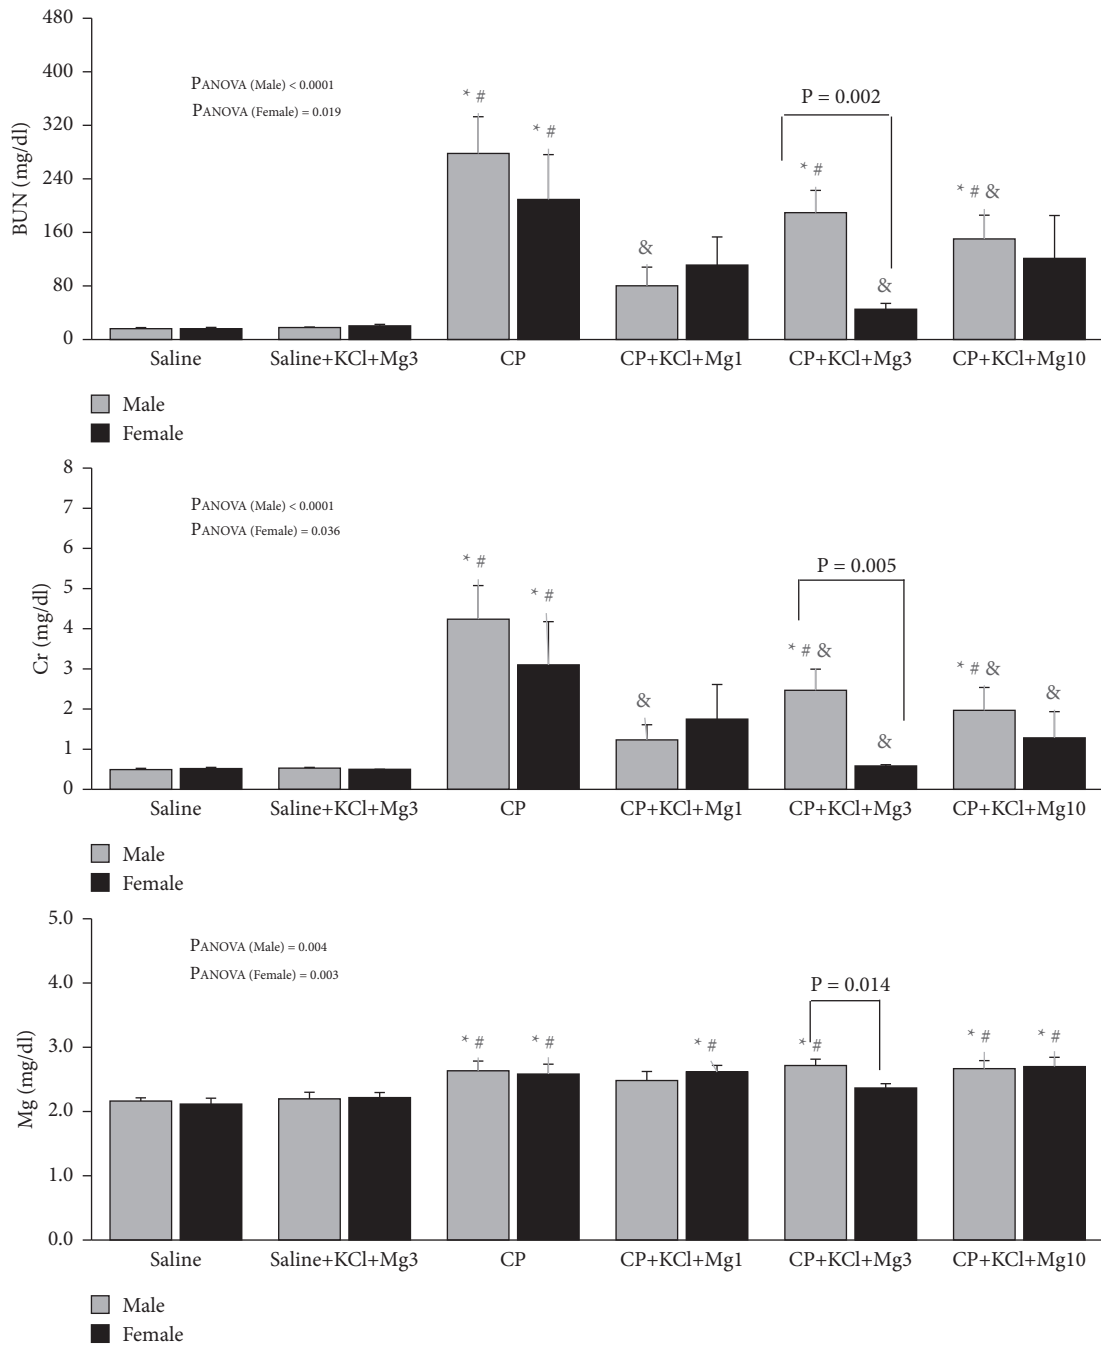 480
400
320
240
160
80
0
BUN (mg/dl)
PANOVA (Male) < 0.0001
PANOVA (Female) = 0.019
* #
* #
&
P = 0.002
* #
&
* # &
Saline Saline+KCl+Mg3 CP CP+KCl+Mg1 CP+KCl+Mg3 CP+KCl+Mg10
Male
Female
8
7
6
5
4
3
2
1
0
Cr (mg/dl)
PANOVA (Male) < 0.0001
PANOVA (Female) = 0.036
* #
* #
&
P = 0.005
* # &
&
* # &
&
Saline Saline+KCl+Mg3 CP CP+KCl+Mg1 CP+KCl+Mg3 CP+KCl+Mg10
Male
Female
5.0
4.0
3.0
2.0
1.0
0.0
Mg (mg/dl)
PANOVA (Male) = 0.004
PANOVA (Female) = 0.003
* #
* #
* #
P = 0.014
* #
* #
* #
Saline Saline+KCl+Mg3 CP CP+KCl+Mg1 CP+KCl+Mg3 CP+KCl+Mg10
Male
Female